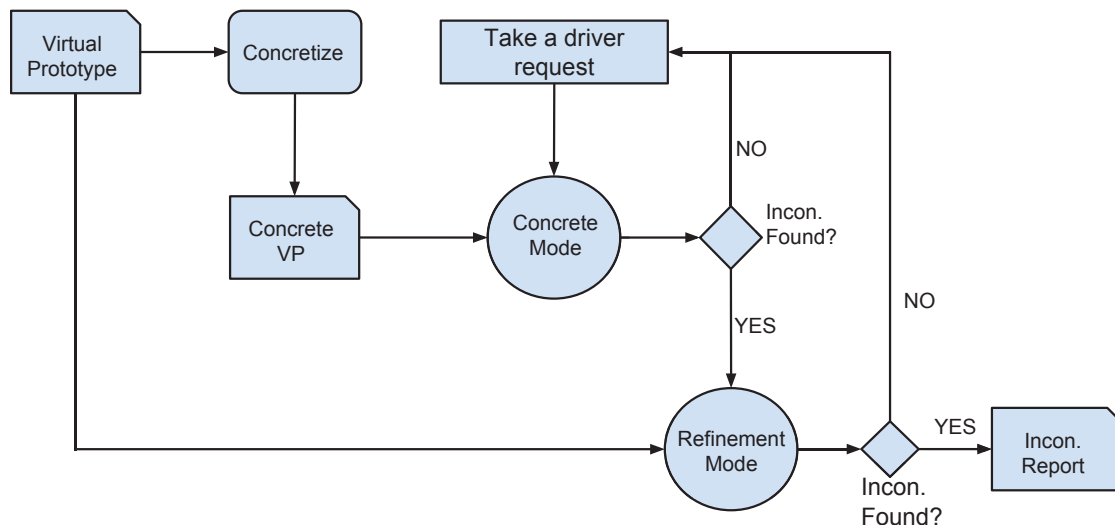 Virtual
Prototype
Concretize
Take a driver
request
NO
Concrete
VP
Concrete
Mode
Incon.
Found?
NO
YES
Refinement
Mode
YES
Incon.
Report
Incon.
Found?